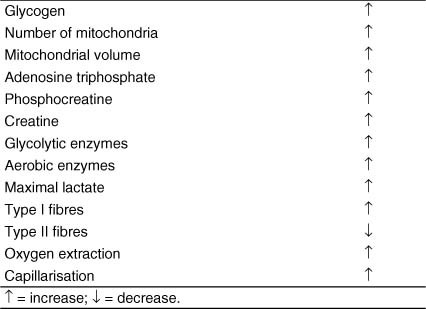 Glycogen ↑
Number of mitochondria ↑
Mitochondrial volume ↑
Adenosine triphosphate ↑
Phosphocreatine ↑
Creatine ↑
Glycolytic enzymes ↑
Aerobic enzymes ↑
Maximal lactate ↑
Type I fibres ↑
Type II fibres ↓
Oxygen extraction ↑
Capillarisation ↑
↑ = increase; ↓ = decrease.